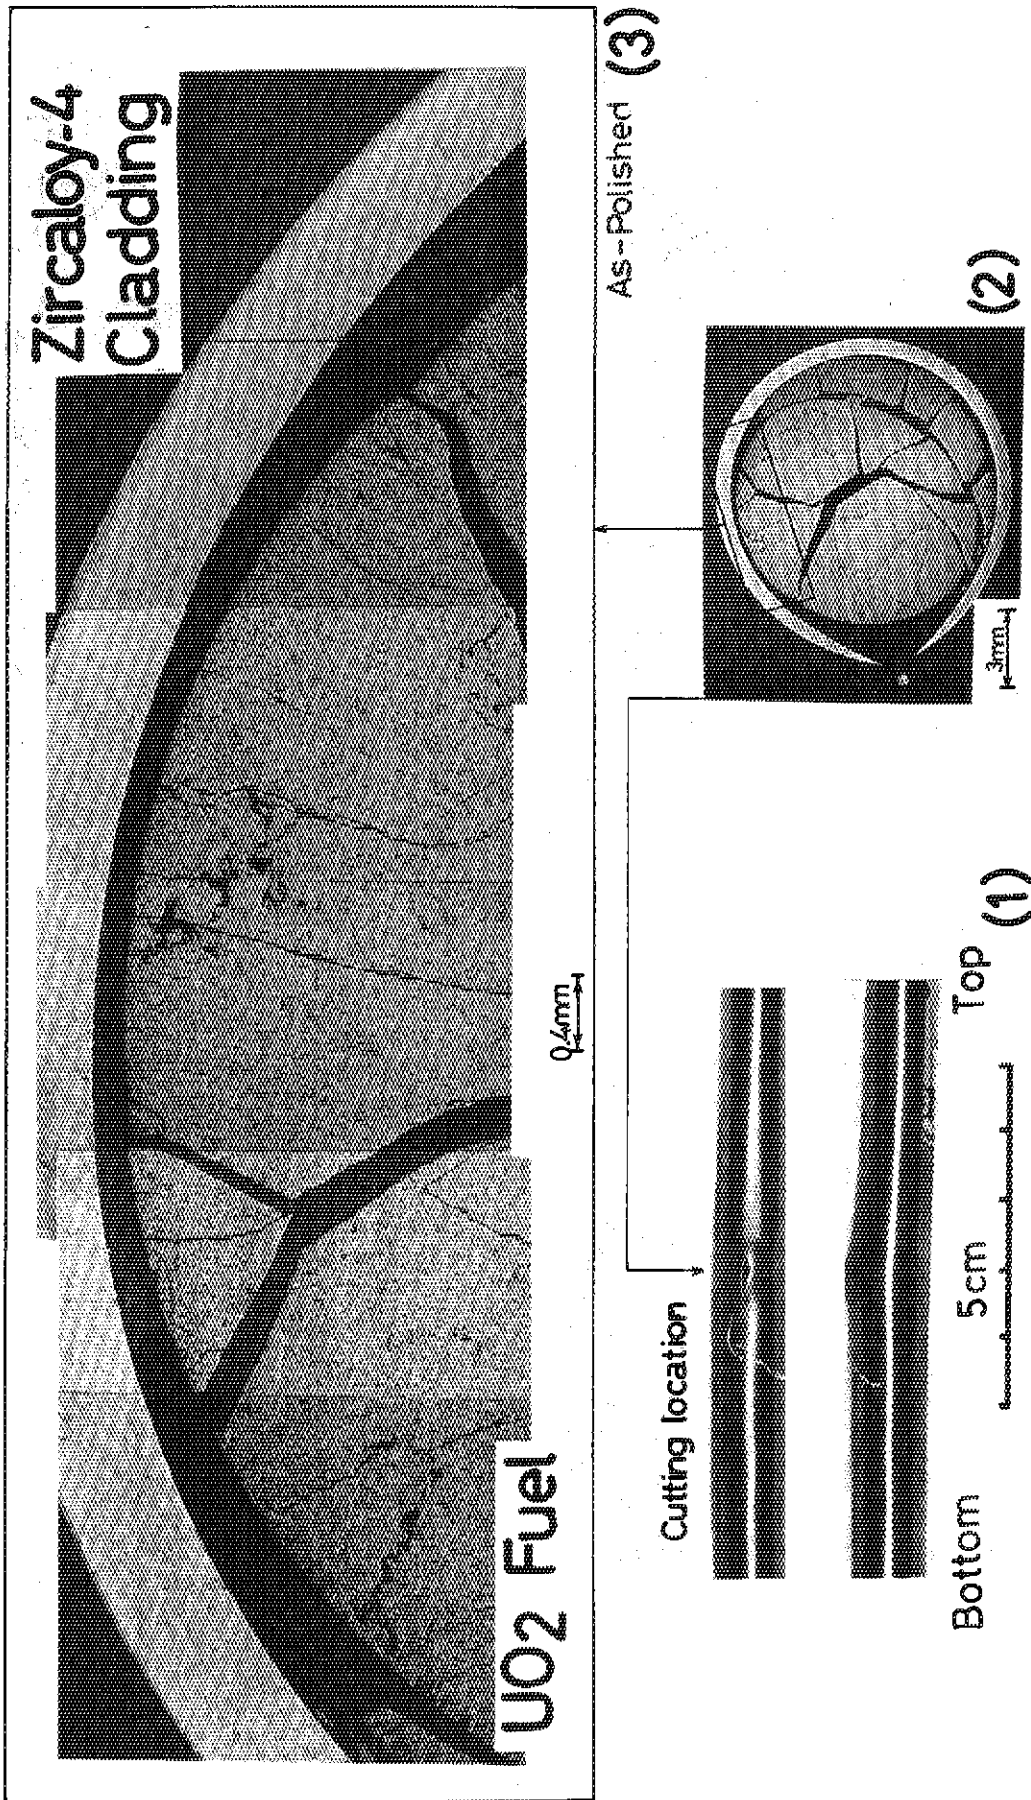 Zircaloy-4
Cladding
UO2 Fuel
0.4mm
As-Polished (3)
Cutting location
3mm
(2)
Bottom
5cm
Top
(1)